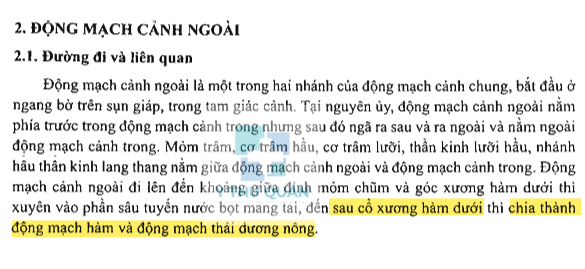 2. ĐỘNG MẠCH CẢNH NGOÀI
2.1. Đường đi và liên quan
Động mạch cảnh ngoài là một trong hai nhánh của động mạch cảnh chung, bắt đầu ở
ngang bờ trên sụn giáp, trong tam giác cảnh. Tại nguyên ủy, động mạch cảnh ngoài nằm
phía trước trong động mạch cảnh trong nhưng sau đó ngã ra sau và ra ngoài và nằm ngoài
động mạch cảnh trong. Mỏm trâm, cơ trâm hầu, cơ trâm lưỡi, thần kinh lưỡi hầu, nhánh
hầu thần kinh lang thang nằm giữa động mạch cảnh ngoài và động mạch cảnh trong. Động
mạch cảnh ngoài đi lên đến khoảng giữa đỉnh mỏm chũm và góc xương hàm dưới thì
xuyên vào phần sâu tuyến nước bọt mang tai, đến sau cổ xương hàm dưới thì chia thành
động mạch hàm và động mạch thái dương nông.